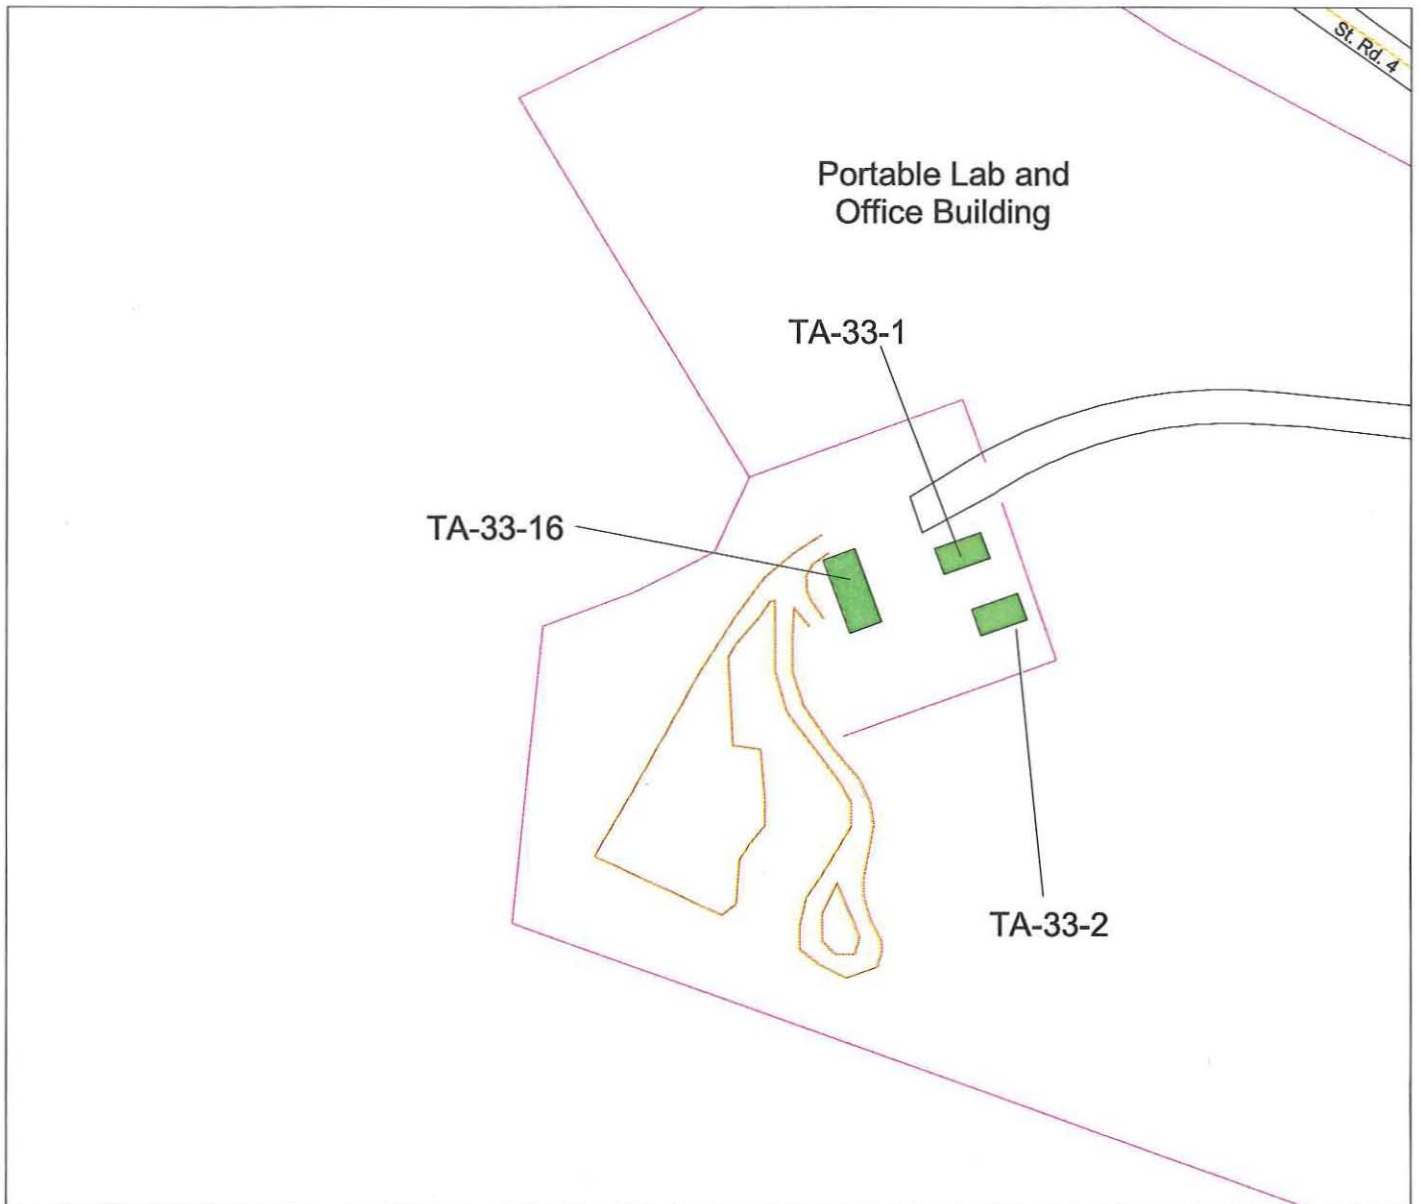 St. Rd. 4
Portable Lab and
Office Building
TA-33-1
TA-33-16
TA-33-2